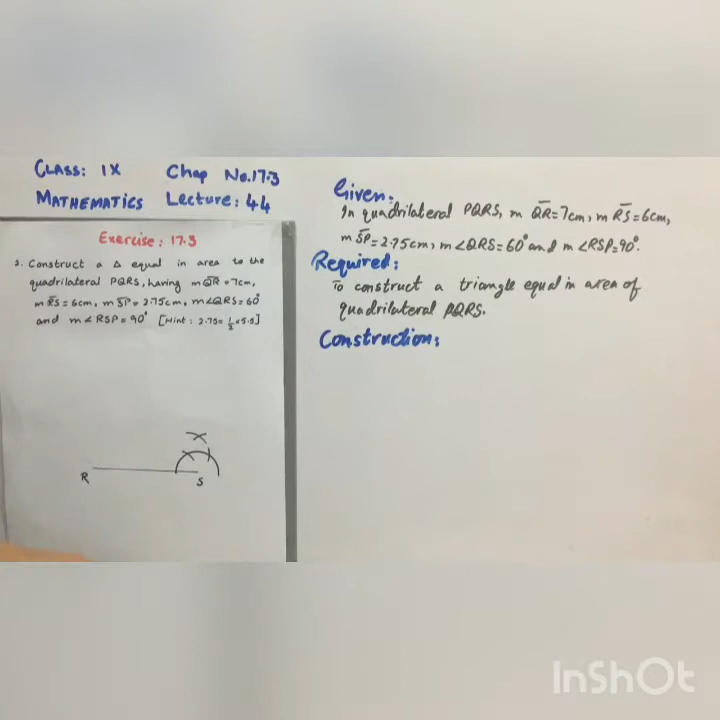 CLASS: IX Chap No.17.3
MATHEMATICS Lecture: 44
Exercise: 17.3
2. Construct a Δ equal in area to the
quadrilateral PQRS, having mQR = 7cm,
mRS = 6cm, mSP = 2.75cm, m∠QRS = 60°
and m∠RSP = 90° [Hint: 2.75 = 1/2 × 5.5]
R S
Given:
In quadrilateral PQRS, m QR = 7cm, m RS = 6cm,
m SP = 2.75cm, m∠QRS = 60° and m∠RSP = 90°.
Required:
To construct a triangle equal in area of
quadrilateral PQRS.
Construction:
InShOt